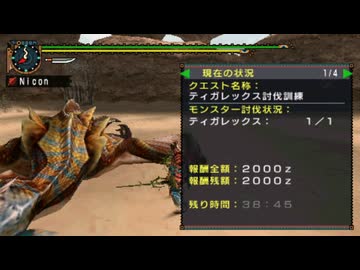 Nicon
現在の状況 1/4
クエスト名称：
ティガレックス討伐訓練
モンスター討伐状況：
ティガレックス： 1／1
報酬全額：2000z
報酬残額：2000z
残り時間：38：45